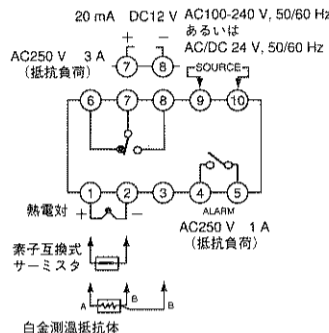 20 mA DC12 V AC100-240 V, 50/60 Hz
あるいは
AC/DC 24 V, 50/60 Hz
+ −
AC250 V 3 A
(抵抗負荷)
7 8
SOURCE
6 7 8 9 10
1 2 3 4 5
熱電対 + −
ALARM
AC250 V 1 A
(抵抗負荷)
素子互換式
サーミスタ
A B B
白金測温抵抗体